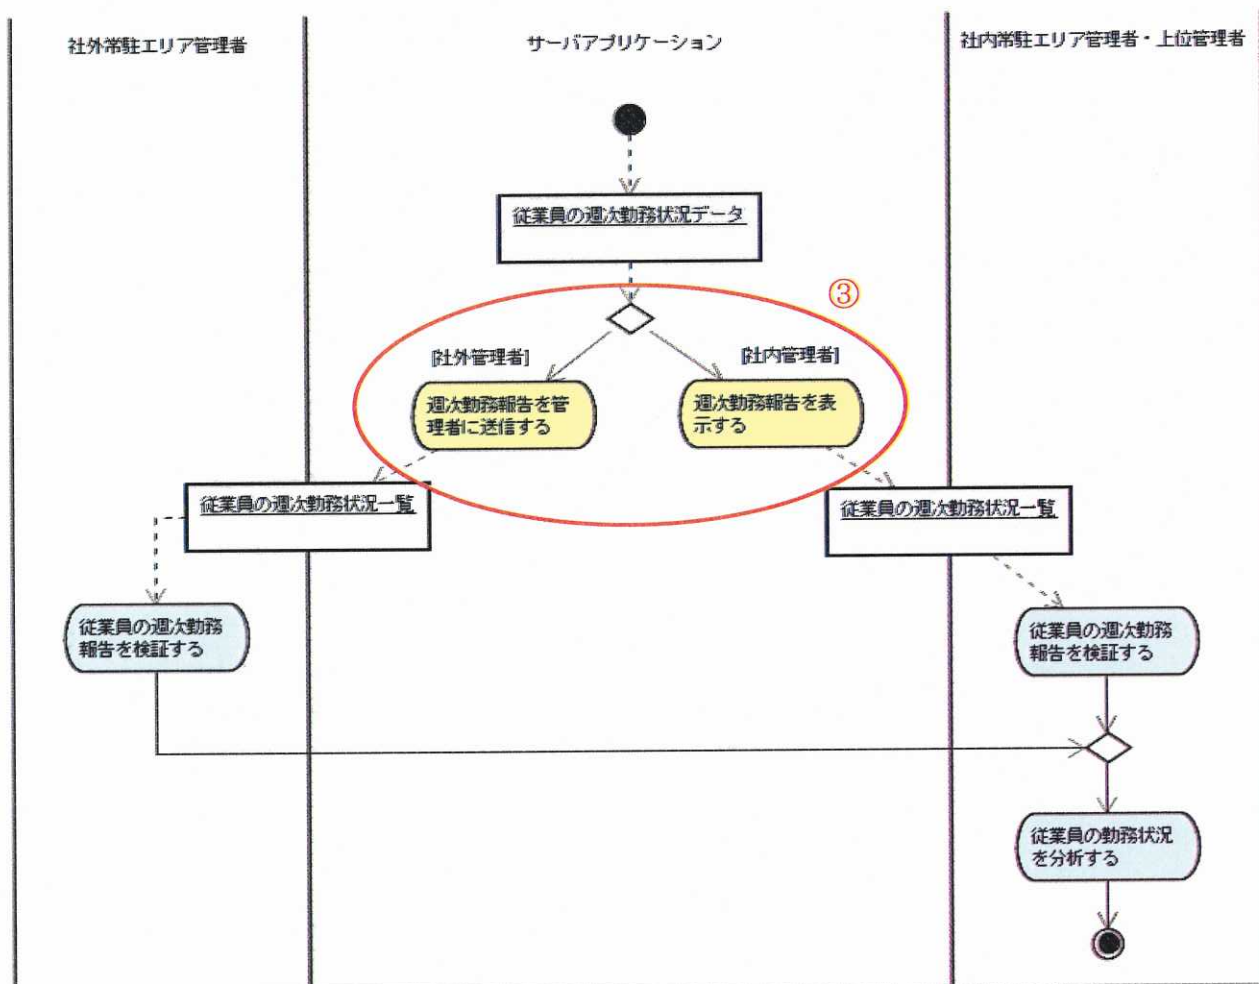 社外常駐エリア管理者
サーバアプリケーション
社内常駐エリア管理者・上位管理者
従業員の週次勤務状況データ
③
[社外管理者]
[社内管理者]
週次勤務報告を管
理者に送信する
週次勤務報告を表
示する
従業員の週次勤務状況一覧
従業員の週次勤務状況一覧
従業員の週次勤務
報告を検証する
従業員の週次勤務
報告を検証する
従業員の勤務状況
を分析する